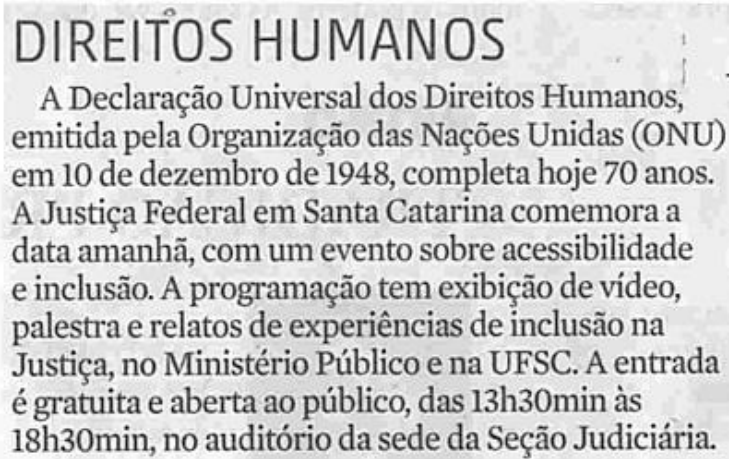 DIREITOS HUMANOS
A Declaração Universal dos Direitos Humanos,
emitida pela Organização das Nações Unidas (ONU)
em 10 de dezembro de 1948, completa hoje 70 anos.
A Justiça Federal em Santa Catarina comemora a
data amanhã, com um evento sobre acessibilidade
e inclusão. A programação tem exibição de vídeo,
palestra e relatos de experiências de inclusão na
Justiça, no Ministério Público e na UFSC. A entrada
é gratuita e aberta ao público, das 13h30min às
18h30min, no auditório da sede da Seção Judiciária.